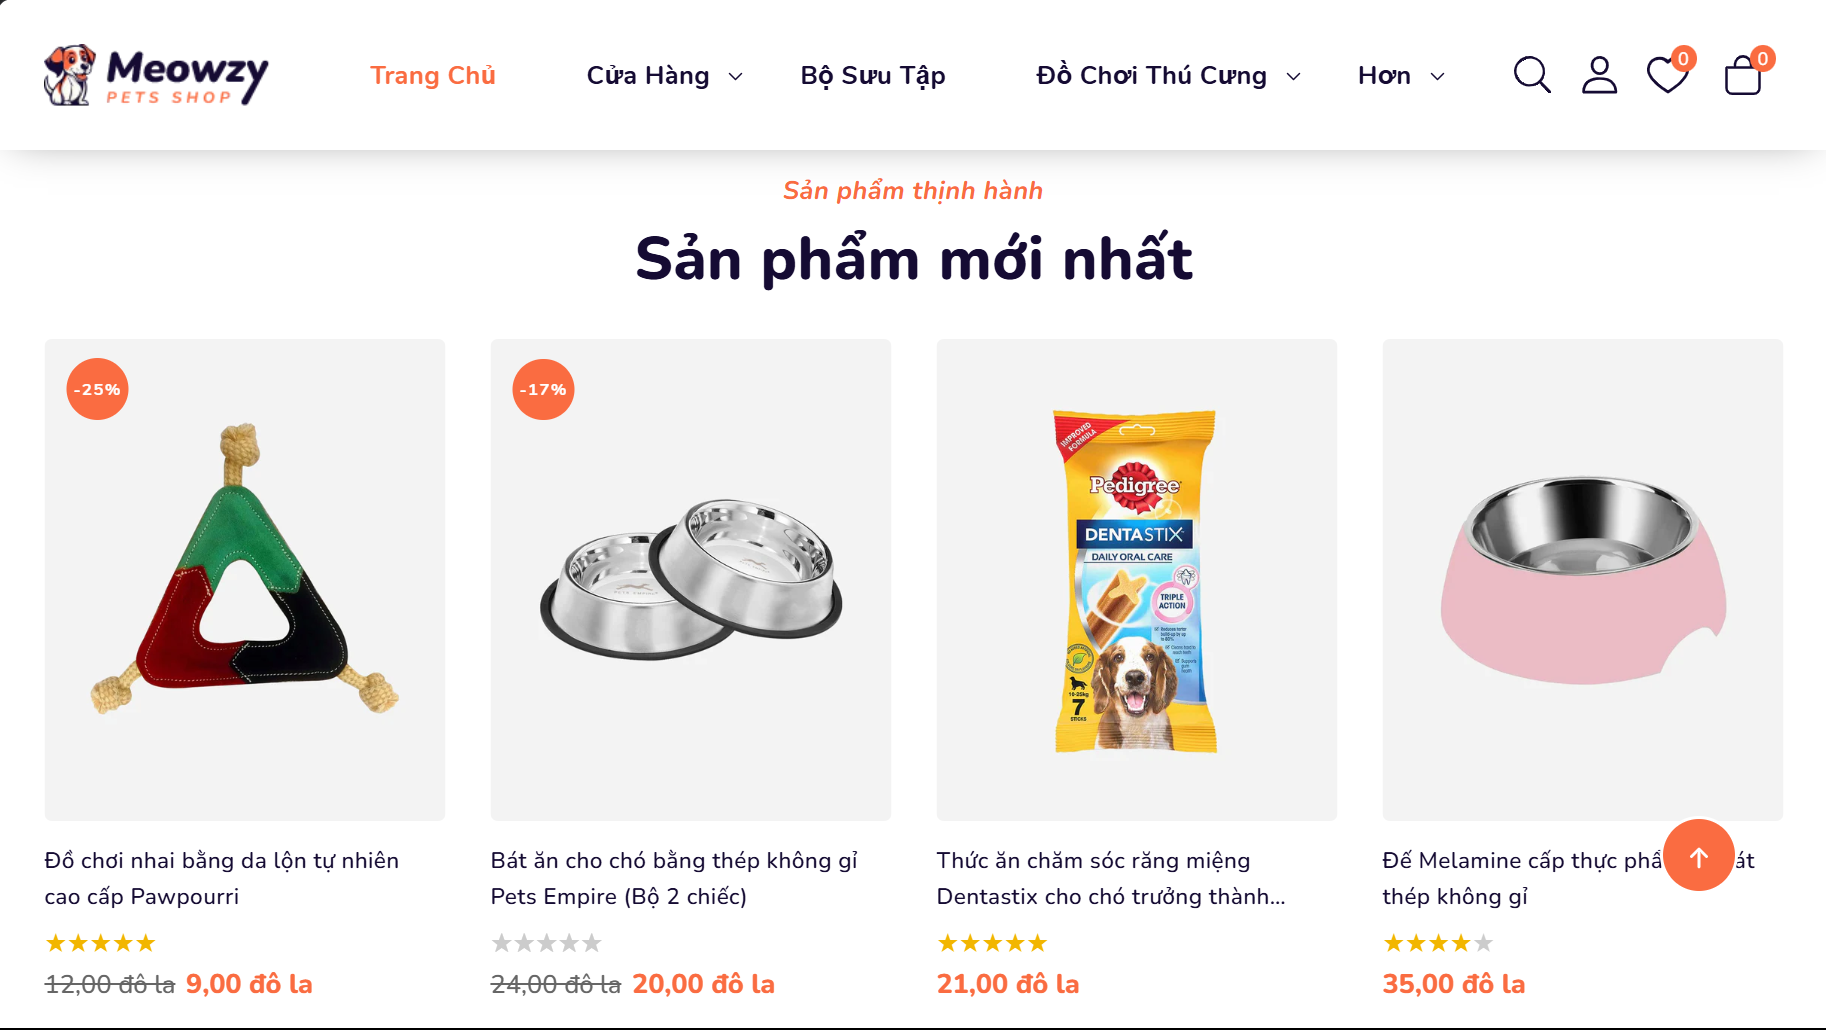 Meowzy
PETS SHOP
Trang Chủ
Cửa Hàng
Bộ Sưu Tập
Đồ Chơi Thú Cưng
Hơn
0
0
Sản phẩm thịnh hành
Sản phẩm mới nhất
-25%
-17%
IMPROVED
FORMULA
Pedigree
DENTASTIX
DAILY ORAL CARE
TRIPLE
ACTION
10-25kg
7
STICKS
Đồ chơi nhai bằng da lộn tự nhiên
cao cấp Pawpourri
12,00 đô la 9,00 đô la
Bát ăn cho chó bằng thép không gỉ
Pets Empire (Bộ 2 chiếc)
24,00 đô la 20,00 đô la
Thức ăn chăm sóc răng miệng
Dentastix cho chó trưởng thành...
21,00 đô la
Đế Melamine cấp thực
thép không gỉ
35,00 đô la